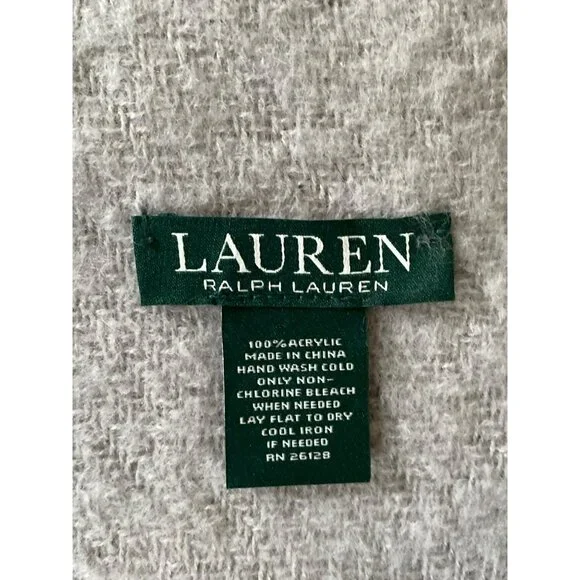 LAUREN
RALPH LAUREN
100% ACRYLIC
MADE IN CHINA
HAND WASH COLD
ONLY NON-
CHLORINE BLEACH
WHEN NEEDED
LAY FLAT TO DRY
COOL IRON
IF NEEDED
RN 26128